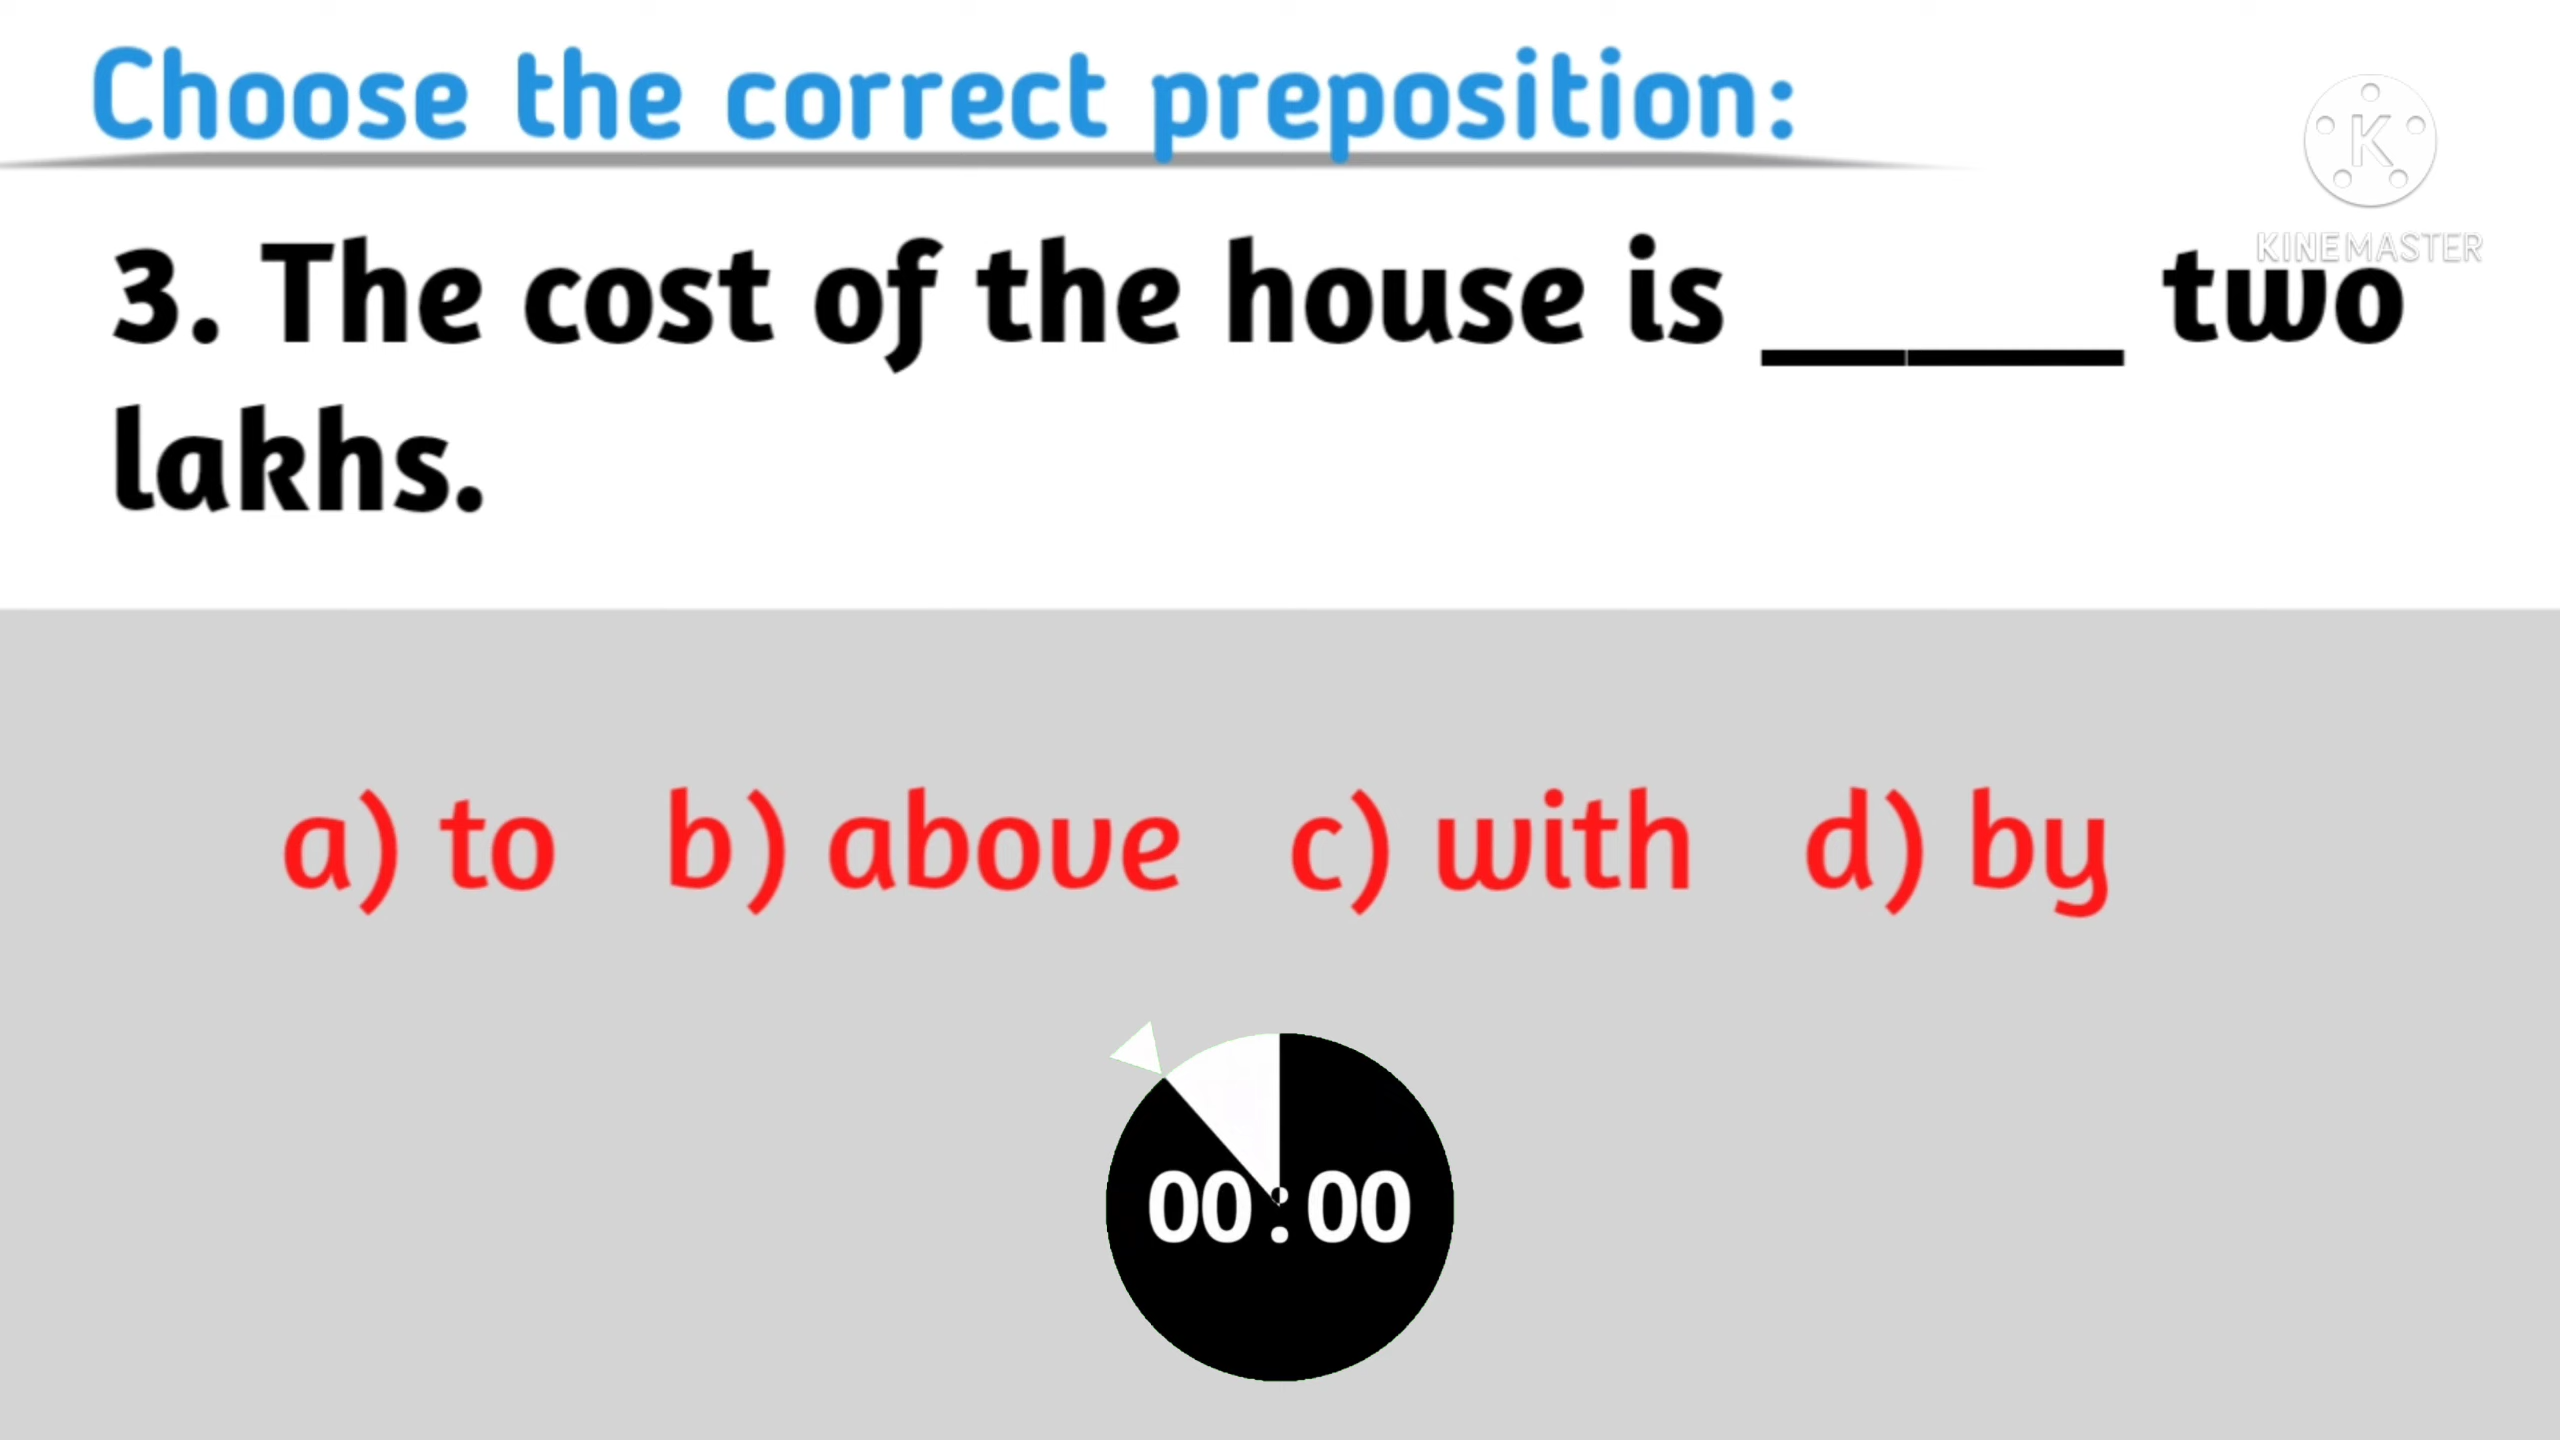 Choose the correct preposition:
K
KINEMASTER
3. The cost of the house is _____ two
lakhs.
a) to b) above c) with d) by
00:00